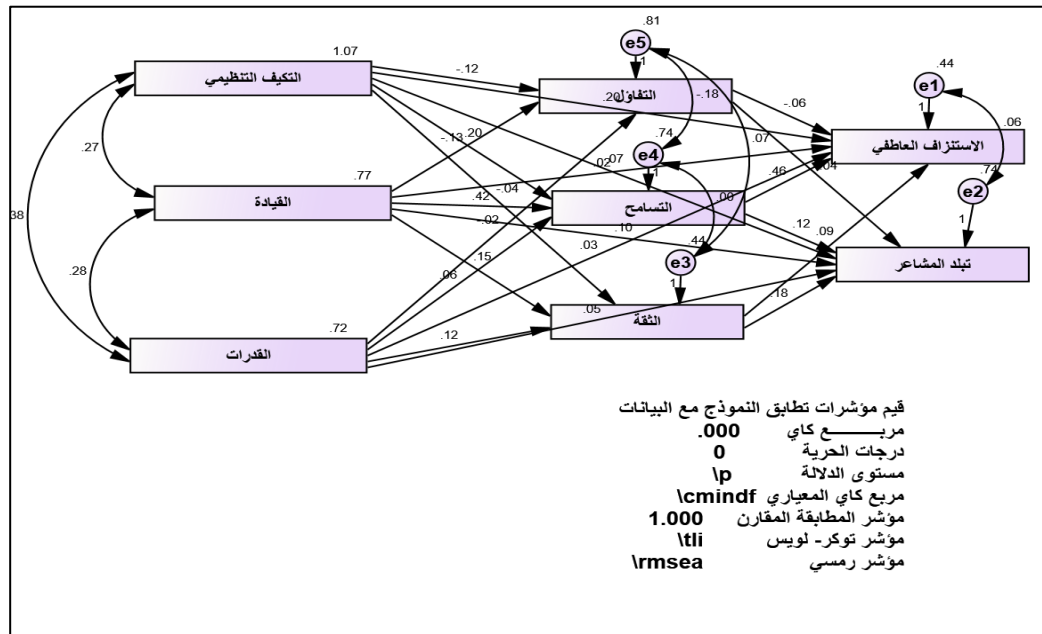 .81
e5
1
1.07
التكيف التنظيمي
-.12
التفاؤل
.20
-.18
-.06
.44
e1
1
.06
الاستنزاف العاطفي
.38
.27
-.13
.20
.74
e4
1
.07
.02
.07
.46
.04
.74
e2
1
.77
القيادة
-.04
.42
-.02
التسامح
.00
.12
.09
تبلد المشاعر
.28
.10
.03
.44
e3
1
.15
.06
.18
.72
القدرات
.12
.05
الثقة
قيم مؤشرات تطابق النموذج مع البيانات
مربـــــــــع كاي .000
درجات الحرية 0
مستوى الدلالة \p
مربع كاي المعياري \cmindf
مؤشر المطابقة المقارن 1.000
مؤشر توكر- لويس \tli
مؤشر رمسي \rmsea